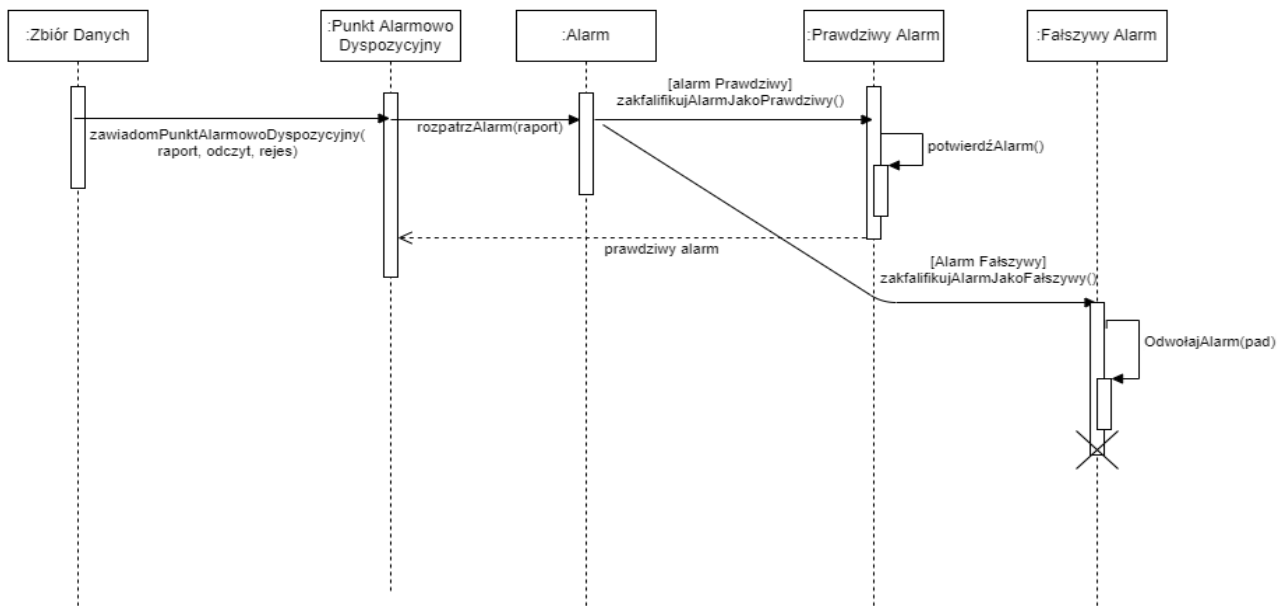 :Zbiór Danych
:Punkt Alarmowo
Dyspozycyjny
:Alarm
:Prawdziwy Alarm
:Fałszywy Alarm
[alarm Prawdziwy]
zakfalifikujAlarmJakoPrawdziwy()
zawiadomPunktAlarmowoDyspozycyjny(
raport, odczyt, rejes)
rozpatrzAlarm(raport)
potwierdźAlarm()
prawdziwy alarm
[Alarm Fałszywy]
zakfalifikujAlarmJakoFałszywy()
OdwołajAlarm(pad)